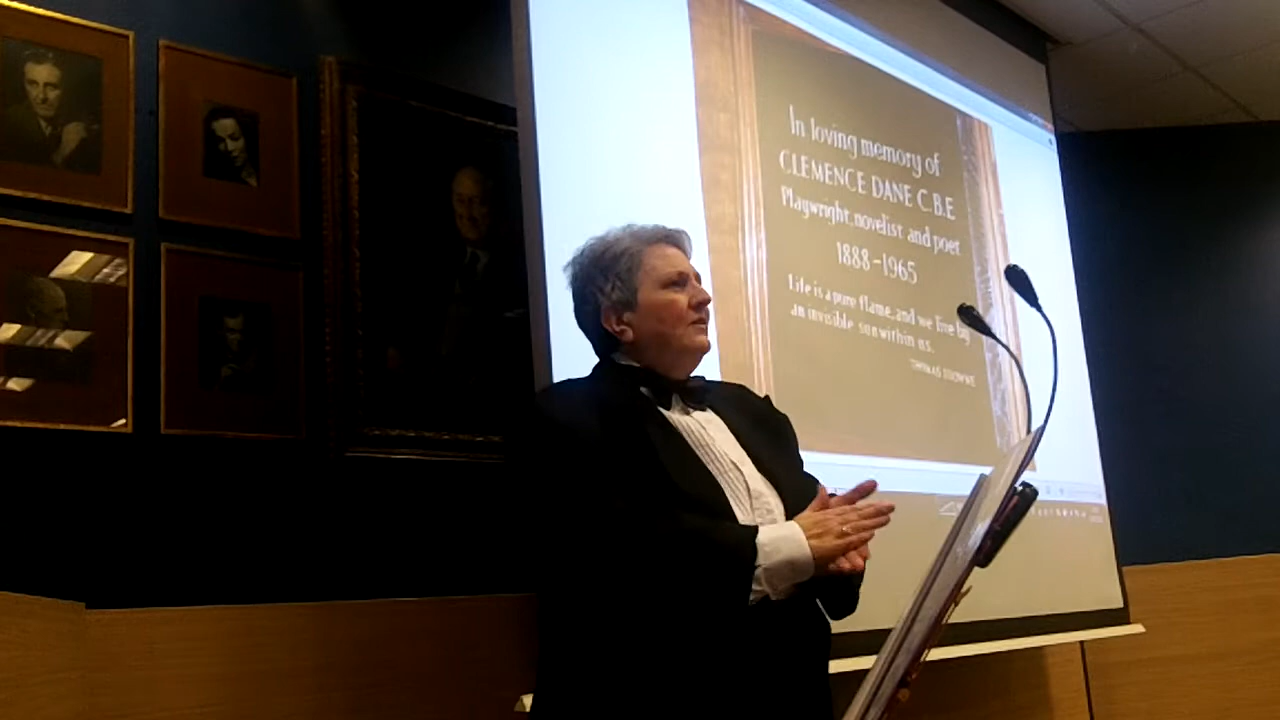 In loving memory of
CLEMENCE DANE C.B.E
Playwright, novelist and poet
1888-1965
Life is a pure flame, and we live by
an invisible sun within us.
THOMAS BROWNE